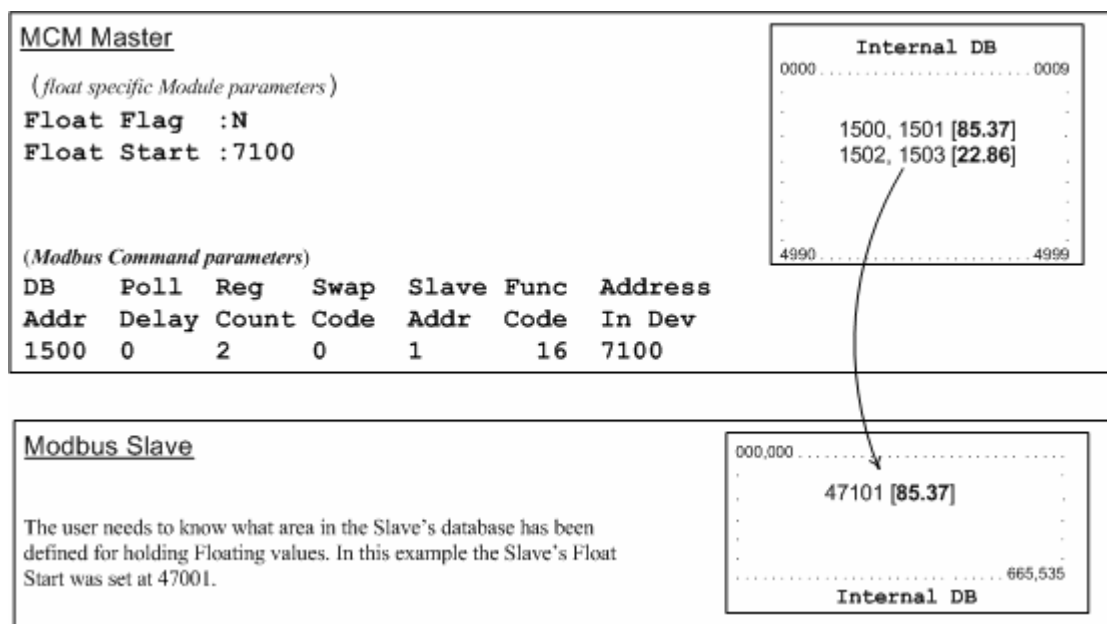 MCM Master
(float specific Module parameters)
Float Flag :N
Float Start :7100
Internal DB
0000 . . . . . . . . . . . . . . . . . . . . . . . . 0009
1500, 1501 [85.37]
1502, 1503 [22.86]
4990 . . . . . . . . . . . . . . . . . . . . . . . . 4999
(Modbus Command parameters)
DB Poll Reg Swap Slave Func Address
Addr Delay Count Code Addr Code In Dev
1500 0 2 0 1 16 7100
Modbus Slave
The user needs to know what area in the Slave's database has been
defined for holding Floating values. In this example the Slave's Float
Start was set at 47001.
000,000 . . . . . . . . . . . . . . . . . . . . . . . .
47101 [85.37]
. . . . . . . . . . . . . . . . . . . . . . . . 665,535
Internal DB